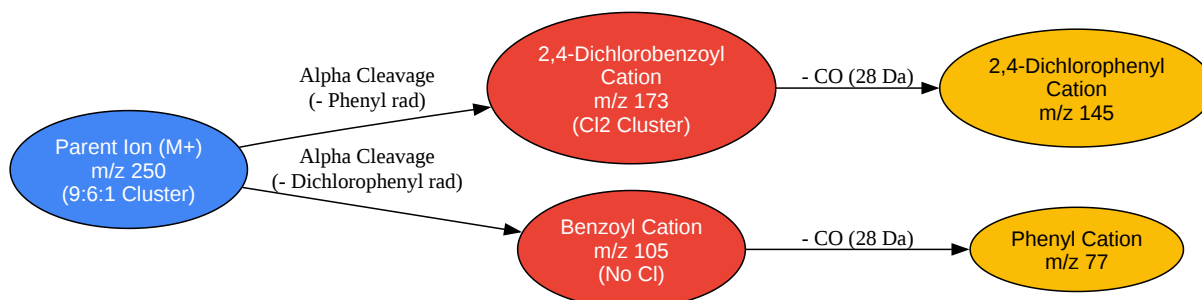 Parent Ion (M+)
m/z 250
(9:6:1 Cluster)
Alpha Cleavage
(- Phenyl rad)
Alpha Cleavage
(- Dichlorophenyl rad)
2,4-Dichlorobenzoyl
Cation
m/z 173
(Cl2 Cluster)
- CO (28 Da)
2,4-Dichlorophenyl
Cation
m/z 145
Benzoyl Cation
m/z 105
(No Cl)
- CO (28 Da)
Phenyl Cation
m/z 77